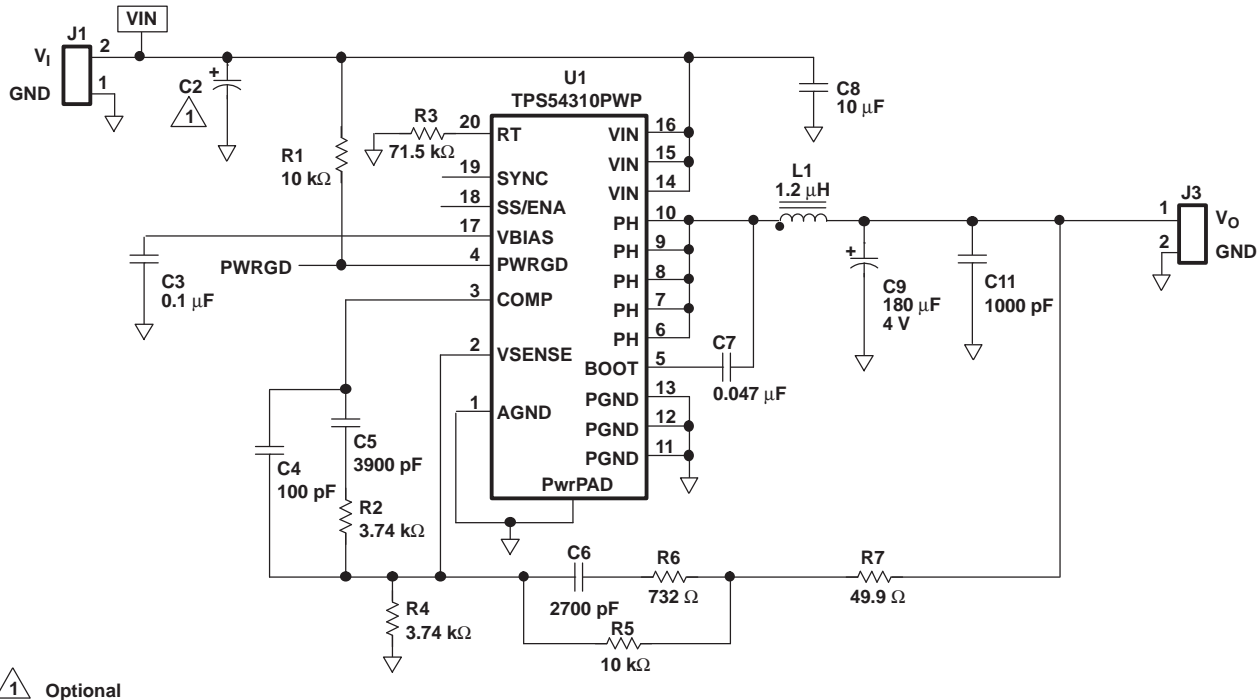 VIN
J1
VI
2
1
GND
C2
1
R1
10 kΩ
R3
71.5 kΩ
U1
TPS54310PWP
20
RT
19
SYNC
18
SS/ENA
17
VBIAS
4
PWRGD
3
COMP
2
VSENSE
1
AGND
PwrPAD
VIN
16
VIN
15
VIN
14
PH
10
PH
9
PH
8
PH
7
PH
6
BOOT
5
PGND
13
PGND
12
PGND
11
C8
10 µF
L1
1.2 µH
J3
1
VO
2
GND
C9
180 µF
4 V
C11
1000 pF
C7
0.047 µF
C3
0.1 µF
PWRGD
C4
100 pF
C5
3900 pF
R2
3.74 kΩ
R4
3.74 kΩ
C6
2700 pF
R6
732 Ω
R5
10 kΩ
R7
49.9 Ω
1 Optional